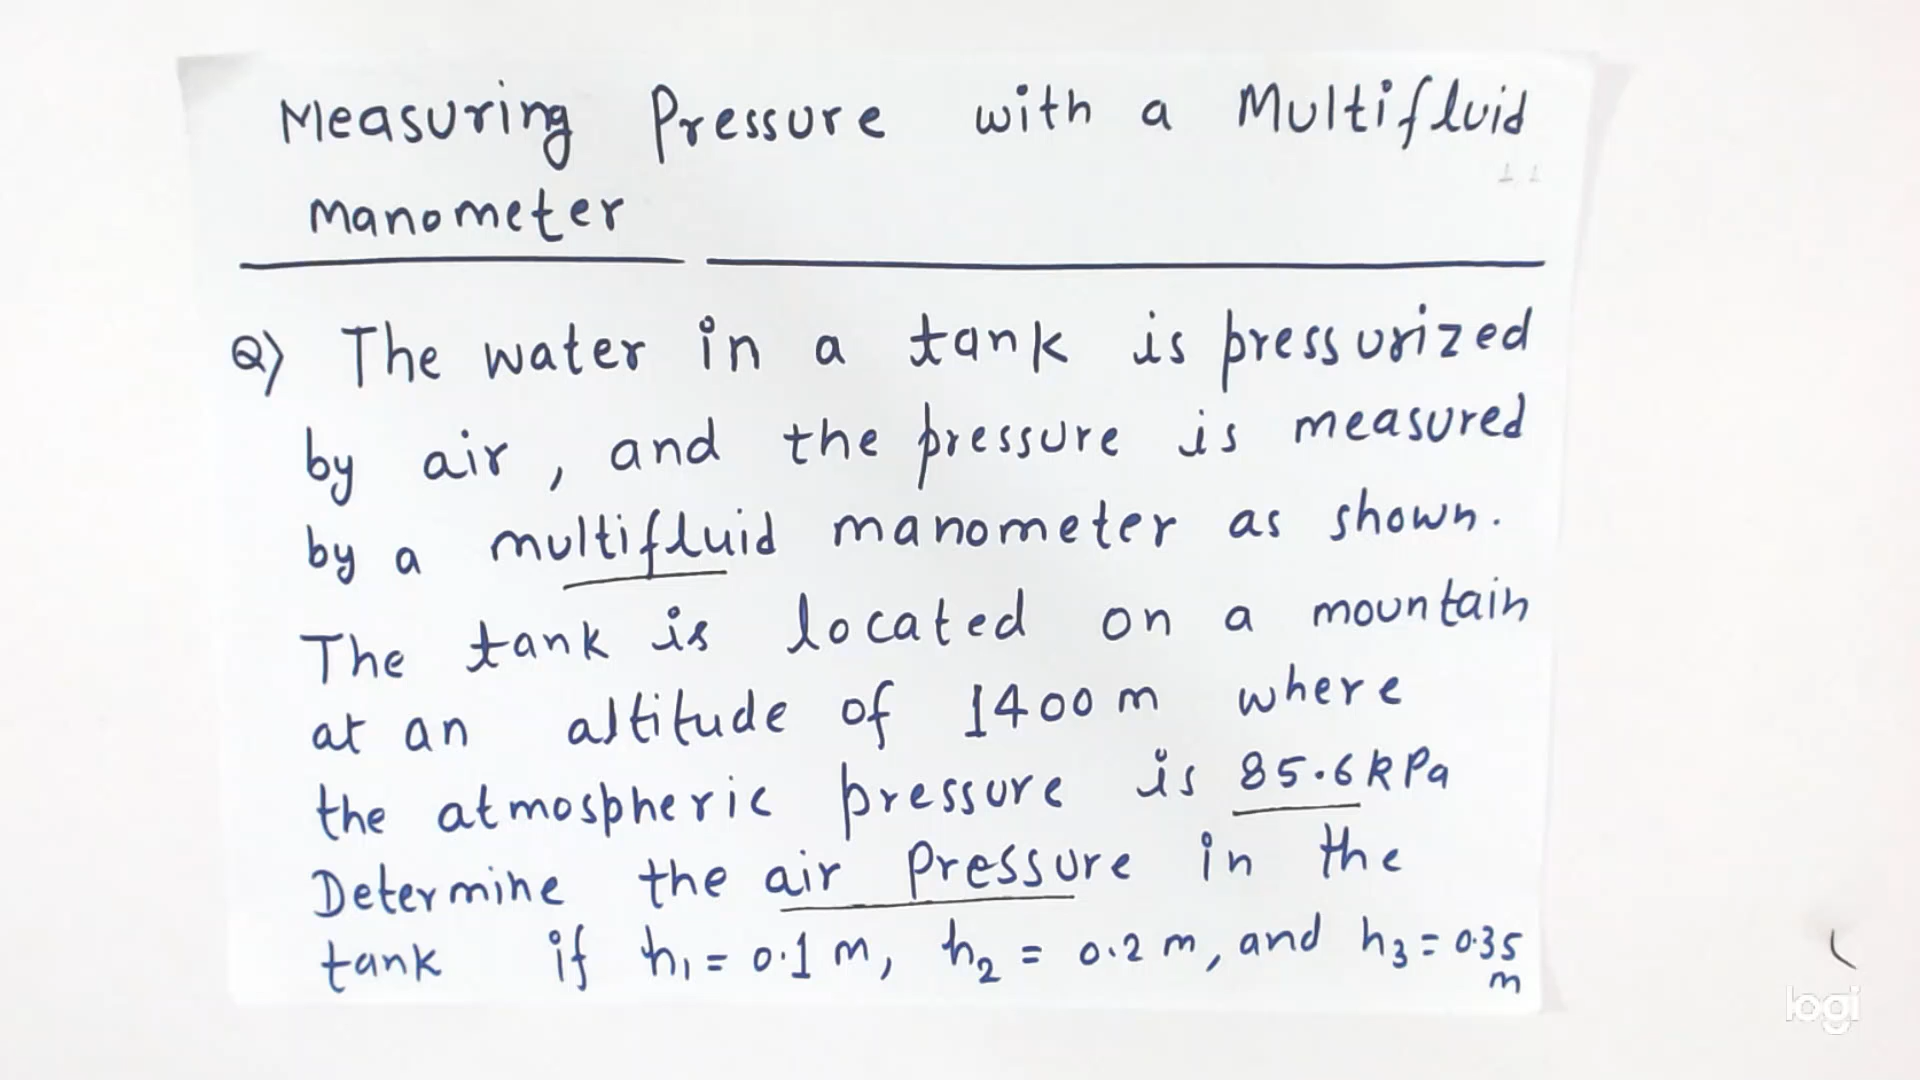 Measuring Pressure with a Multifluid
manometer
Q) The water in a tank is pressurized
by air, and the pressure is measured
by a multifluid manometer as shown.
The tank is located on a mountain
at an altitude of 1400 m where
the atmospheric pressure is 85.6 kPa
Determine the air pressure in the
tank if h₁ = 0.1 m, h₂ = 0.2 m, and h₃ = 0.35
m
logi